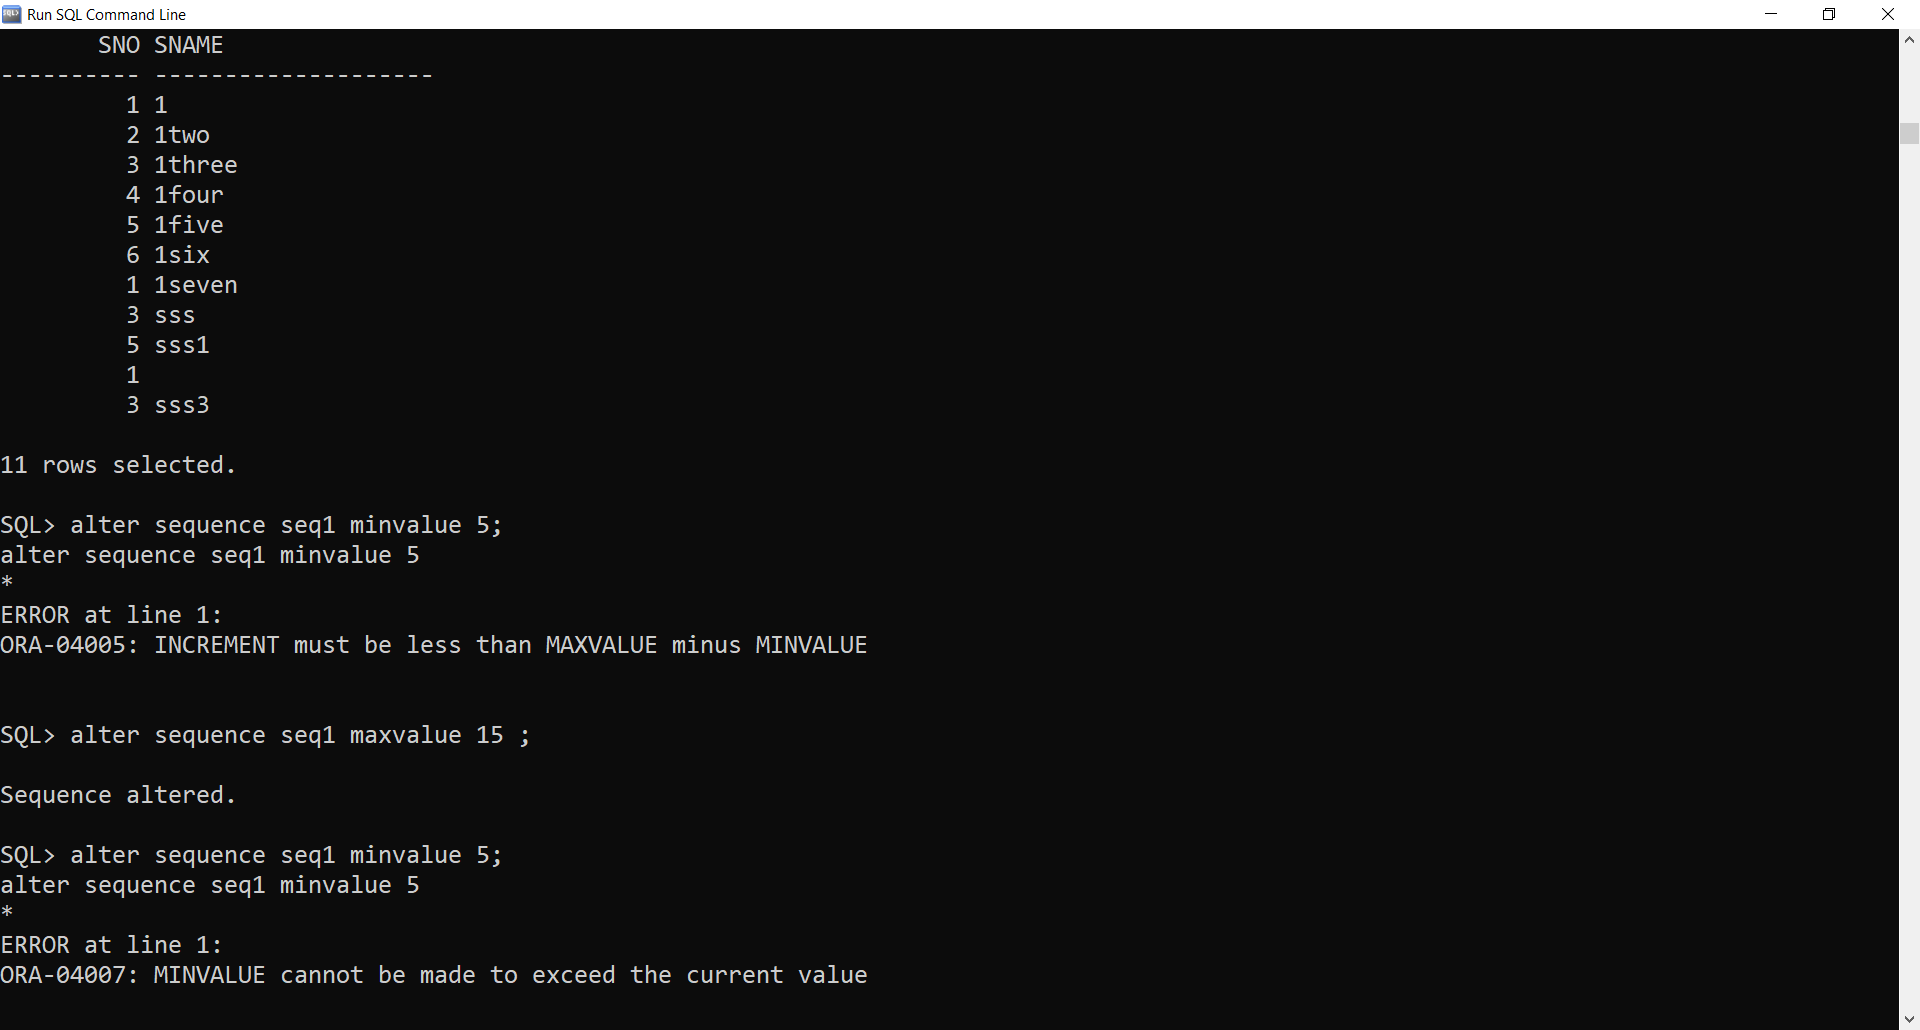 Run SQL Command Line
SNO SNAME
---------- --------------------
1 1
2 1two
3 1three
4 1four
5 1five
6 1six
1 1seven
3 sss
5 sss1
1
3 sss3
11 rows selected.
SQL> alter sequence seq1 minvalue 5;
alter sequence seq1 minvalue 5
*
ERROR at line 1:
ORA-04005: INCREMENT must be less than MAXVALUE minus MINVALUE
SQL> alter sequence seq1 maxvalue 15 ;
Sequence altered.
SQL> alter sequence seq1 minvalue 5;
alter sequence seq1 minvalue 5
*
ERROR at line 1:
ORA-04007: MINVALUE cannot be made to exceed the current value